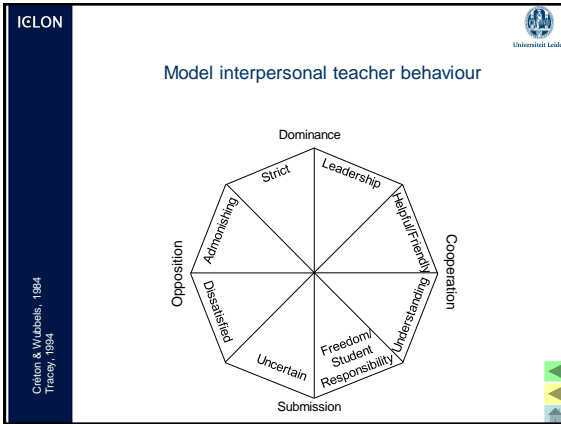 ICLON
Universiteit Leide
Model interpersonal teacher behaviour
Dominance
Strict
Leadership
Admonishing
Helpful/Friendly
Opposition
Cooperation
Dissatisfied
Understanding
Uncertain
Freedom/
Student
Responsibility
Submission
Créton & Wubbels, 1984
Tracey, 1994